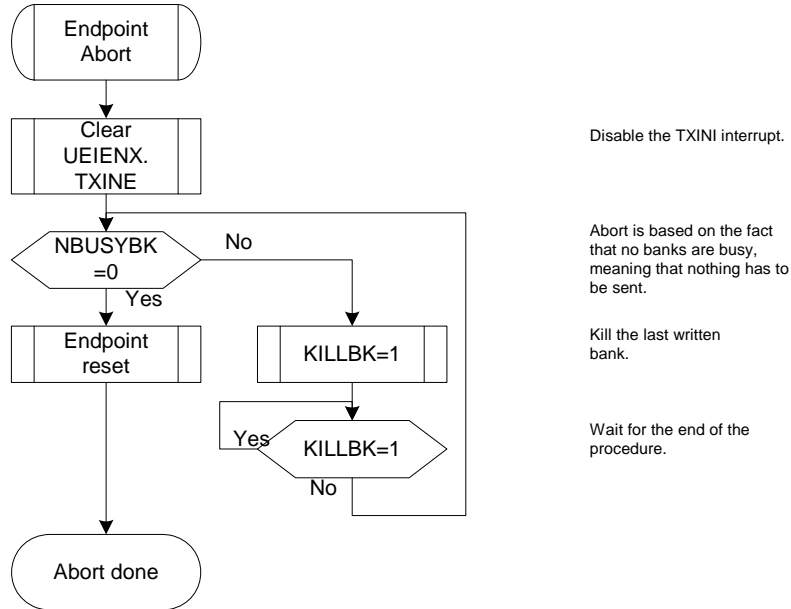 Endpoint
Abort
Clear
UEIENX.
TXINE
Disable the TXINI interrupt.
NBUSYBK
=0
No
Yes
Abort is based on the fact
that no banks are busy,
meaning that nothing has to
be sent.
Endpoint
reset
KILLBK=1
Kill the last written
bank.
Yes
KILLBK=1
No
Wait for the end of the
procedure.
Abort done